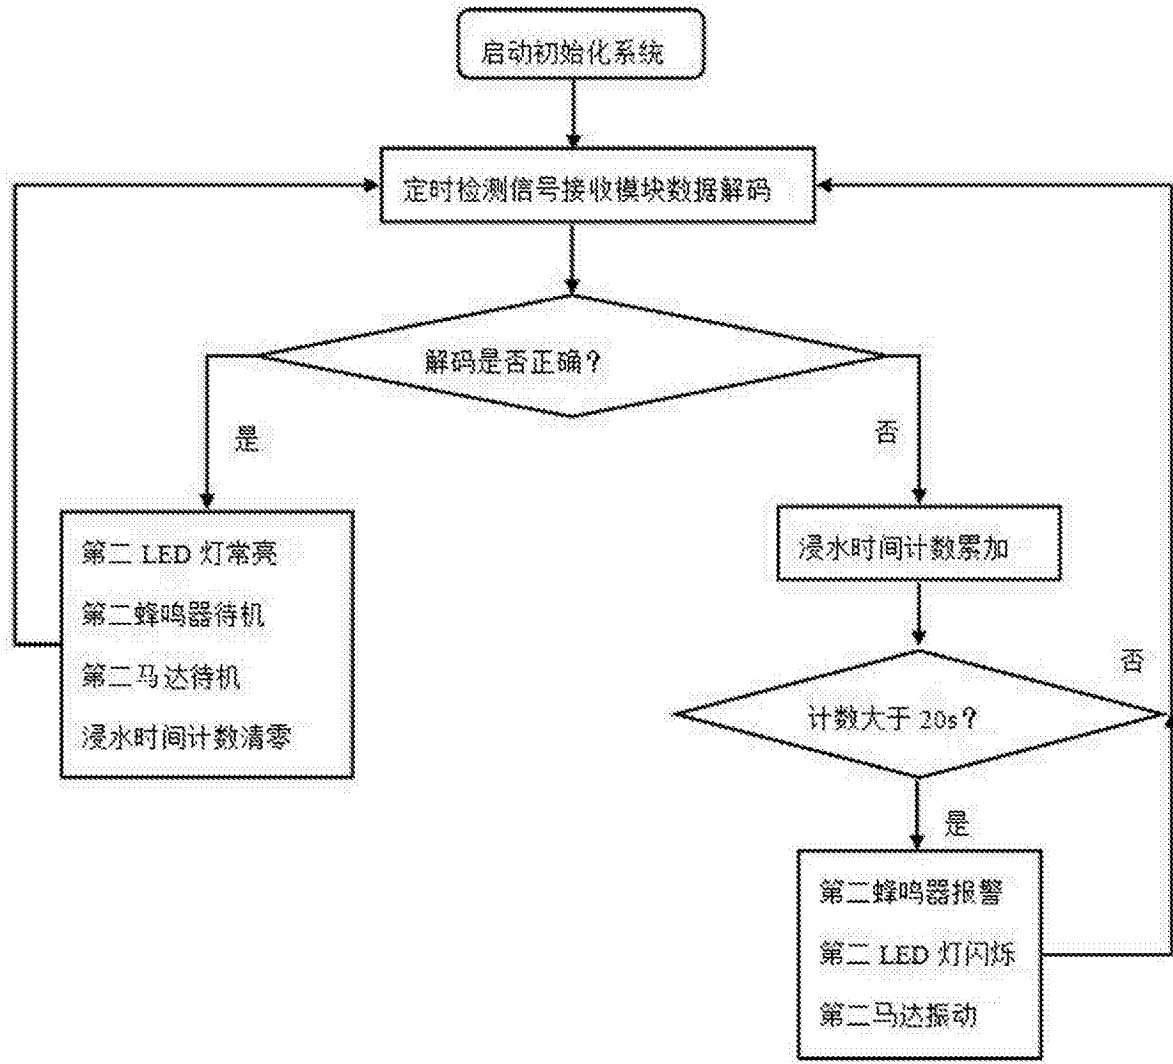 启动初始化系统
定时检测信号接收模块数据解码
解码是否正确？
是
否
第二 LED 灯常亮
第二蜂鸣器待机
第二马达待机
浸水时间计数清零
浸水时间计数累加
否
计数大于 20s？
是
第二蜂鸣器报警
第二 LED 灯闪烁
第二马达振动